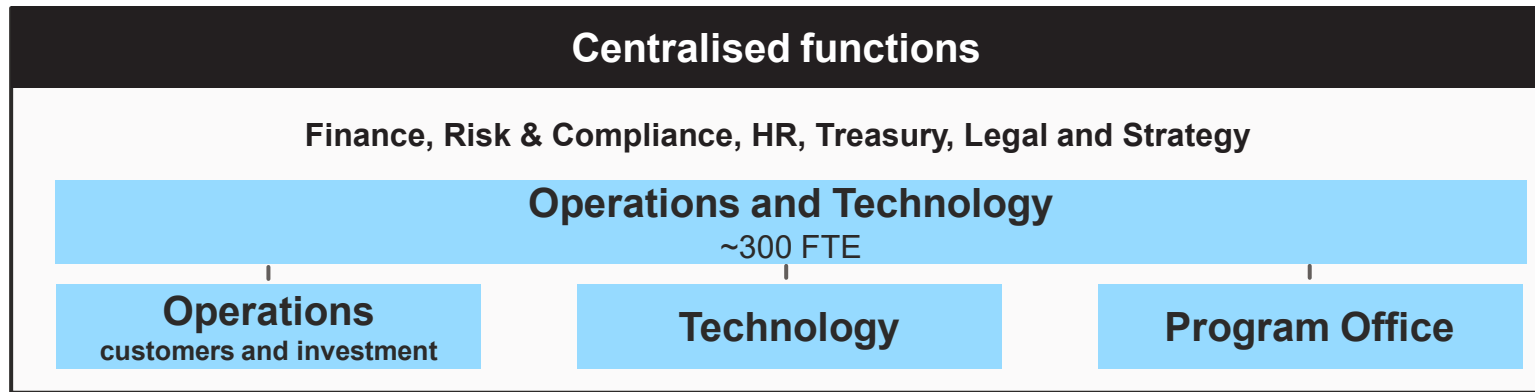 Centralised functions
Finance, Risk & Compliance, HR, Treasury, Legal and Strategy
Operations and Technology
~300 FTE
Operations
customers and investment
Technology
Program Office